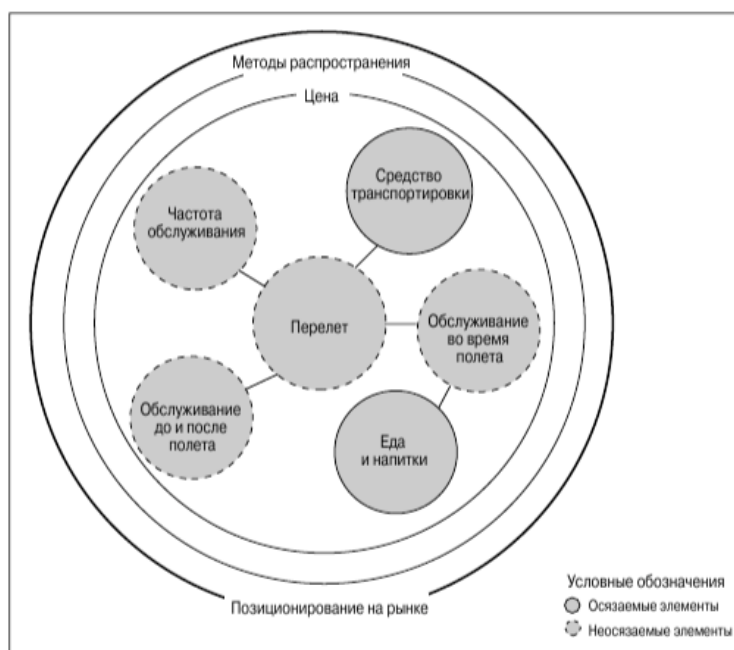 Методы распространения
Цена
Средство
транспортировки
Частота
обслуживания
Перелет
Обслуживание
во время
полета
Обслуживание
до и после
полета
Еда
и напитки
Позиционирование на рынке
Условные обозначения
Осязаемые элементы
Неосязаемые элементы